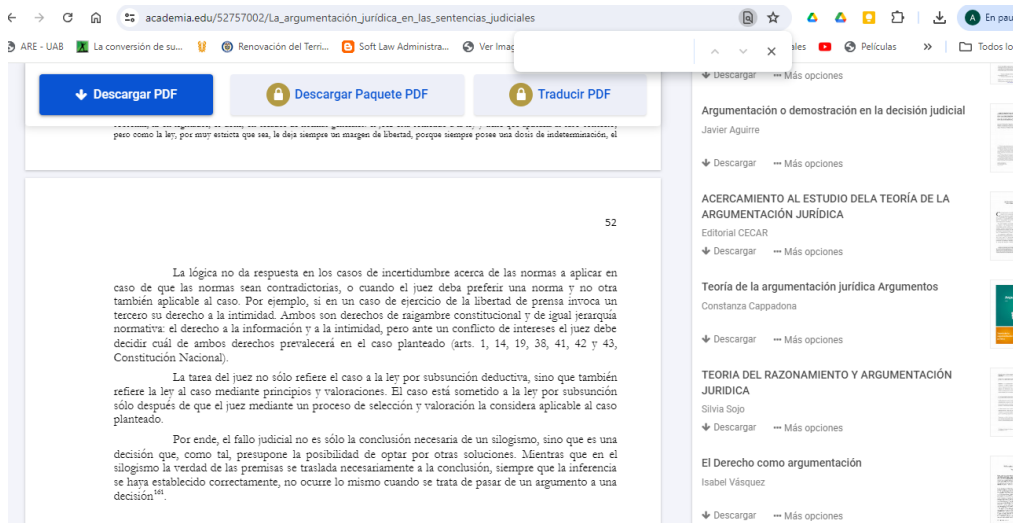 academia.edu/52757002/La_argumentación_jurídica_en_las_sentencias_judiciales
A
En pau
ARE - UAB
La conversión de su...
Renovación del Terri...
Soft Law Administra...
Ver Imag
ales
Películas
»
Todos lo
Descargar PDF
Descargar Paquete PDF
Traducir PDF
pero como la ley, por muy estricta que sea, le deja siempre un margen de libertad, porque siempre posee una dosis de indeterminación, el
52
La lógica no da respuesta en los casos de incertidumbre acerca de las normas a aplicar en
caso de que las normas sean contradictorias, o cuando el juez deba preferir una norma y no otra
también aplicable al caso. Por ejemplo, si en un caso de ejercicio de la libertad de prensa invoca un
tercero su derecho a la intimidad. Ambos son derechos de raigambre constitucional y de igual jerarquía
normativa: el derecho a la información y a la intimidad, pero ante un conflicto de intereses el juez debe
decidir cuál de ambos derechos prevalecerá en el caso planteado (arts. 1, 14, 19, 38, 41, 42 y 43,
Constitución Nacional).
La tarea del juez no sólo refiere el caso a la ley por subsunción deductiva, sino que también
refiere la ley al caso mediante principios y valoraciones. El caso está sometido a la ley por subsunción
sólo después de que el juez mediante un proceso de selección y valoración la considera aplicable al caso
planteado.
Por ende, el fallo judicial no es sólo la conclusión necesaria de un silogismo, sino que es una
decisión que, como tal, presupone la posibilidad de optar por otras soluciones. Mientras que en el
silogismo la verdad de las premisas se traslada necesariamente a la conclusión, siempre que la inferencia
se haya establecido correctamente, no ocurre lo mismo cuando se trata de pasar de un argumento a una
decisión161.
Descargar ••• Más opciones
Argumentación o demostración en la decisión judicial
Javier Aguirre
Descargar ••• Más opciones
ACERCAMIENTO AL ESTUDIO DELA TEORÍA DE LA
ARGUMENTACIÓN JURÍDICA
Editorial CECAR
Descargar ••• Más opciones
Teoría de la argumentación jurídica Argumentos
Constanza Cappadona
Descargar ••• Más opciones
TEORIA DEL RAZONAMIENTO Y ARGUMENTACIÓN
JURIDICA
Silvia Sojo
Descargar ••• Más opciones
El Derecho como argumentación
Isabel Vásquez
Descargar ••• Más opciones